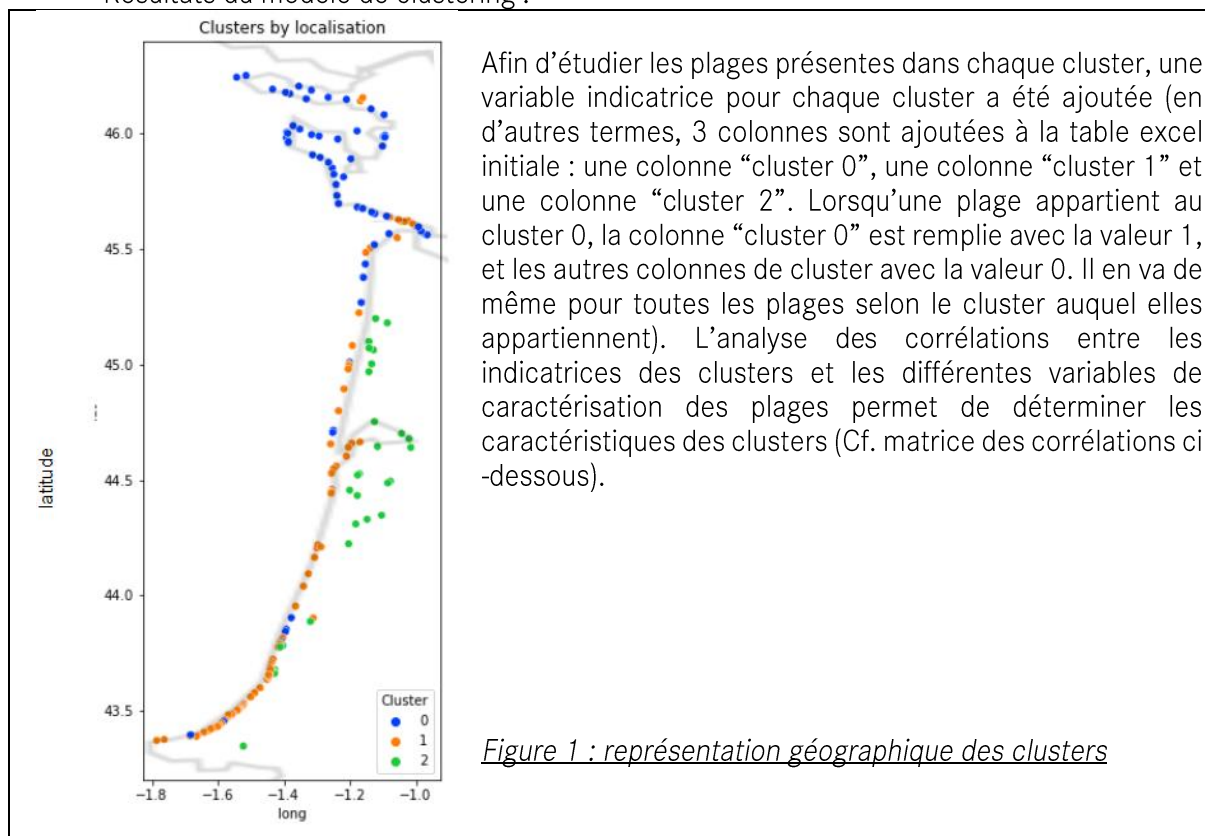 Résultats du modèle de clustering :
Clusters by localisation
46.0
45.5
45.0
44.5
44.0
43.5
latitude
−1.8 −1.6 −1.4 −1.2 −1.0
long
Cluster
0
1
2
Afin d’étudier les plages présentes dans chaque cluster, une
variable indicatrice pour chaque cluster a été ajoutée (en
d’autres termes, 3 colonnes sont ajoutées à la table excel
initiale : une colonne “cluster 0”, une colonne “cluster 1” et
une colonne “cluster 2”. Lorsqu’une plage appartient au
cluster 0, la colonne “cluster 0” est remplie avec la valeur 1,
et les autres colonnes de cluster avec la valeur 0. Il en va de
même pour toutes les plages selon le cluster auquel elles
appartiennent). L’analyse des corrélations entre les
indicatrices des clusters et les différentes variables de
caractérisation des plages permet de déterminer les
caractéristiques des clusters (Cf. matrice des corrélations ci
-dessous).
Figure 1 : représentation géographique des clusters